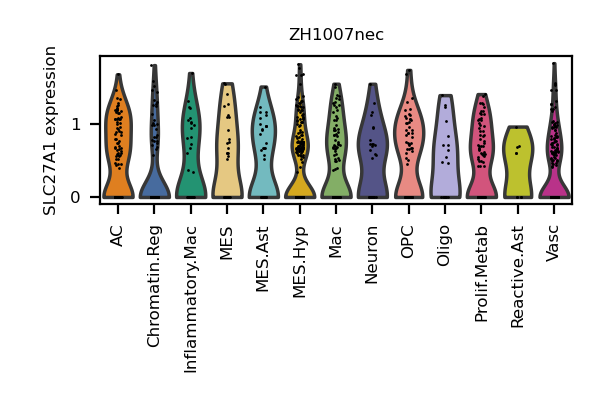 ZH1007nec
SLC27A1 expression
1
0
AC
Chromatin.Reg
Inflammatory.Mac
MES
MES.Ast
MES.Hyp
Mac
Neuron
OPC
Oligo
Prolif.Metab
Reactive.Ast
Vasc